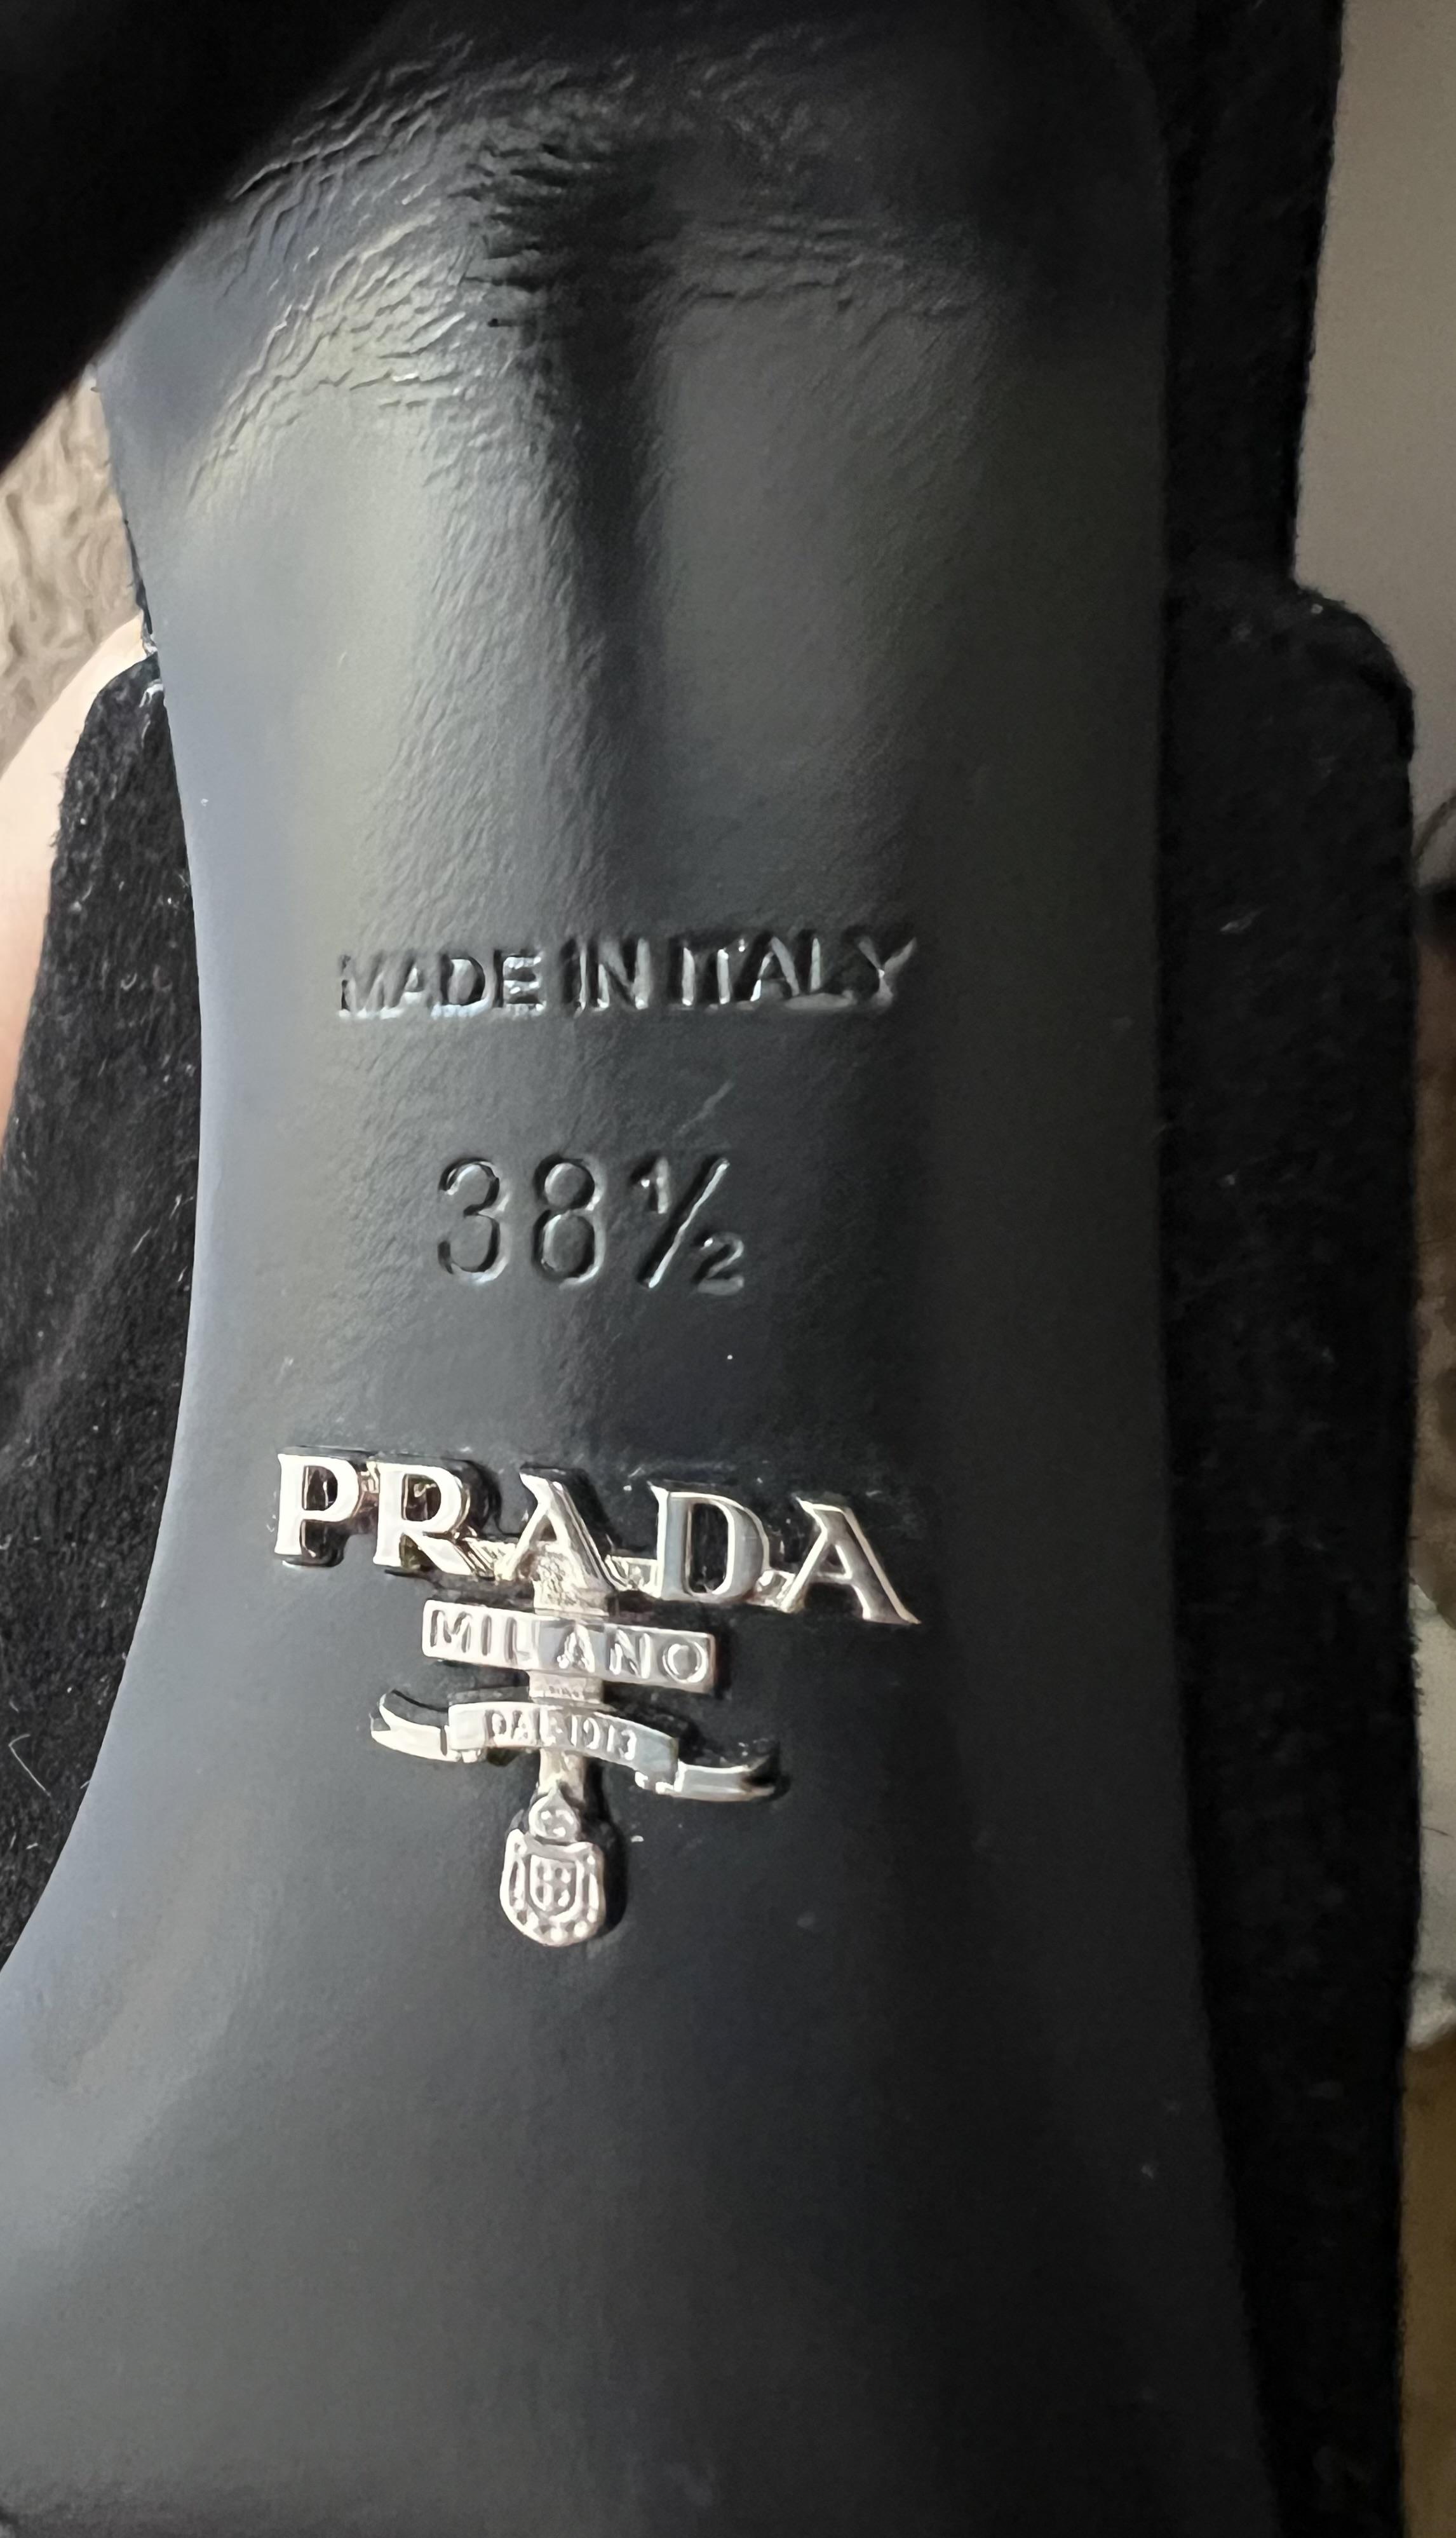 MADE IN ITALY
38½
PRADA
MILANO
DAL 1913